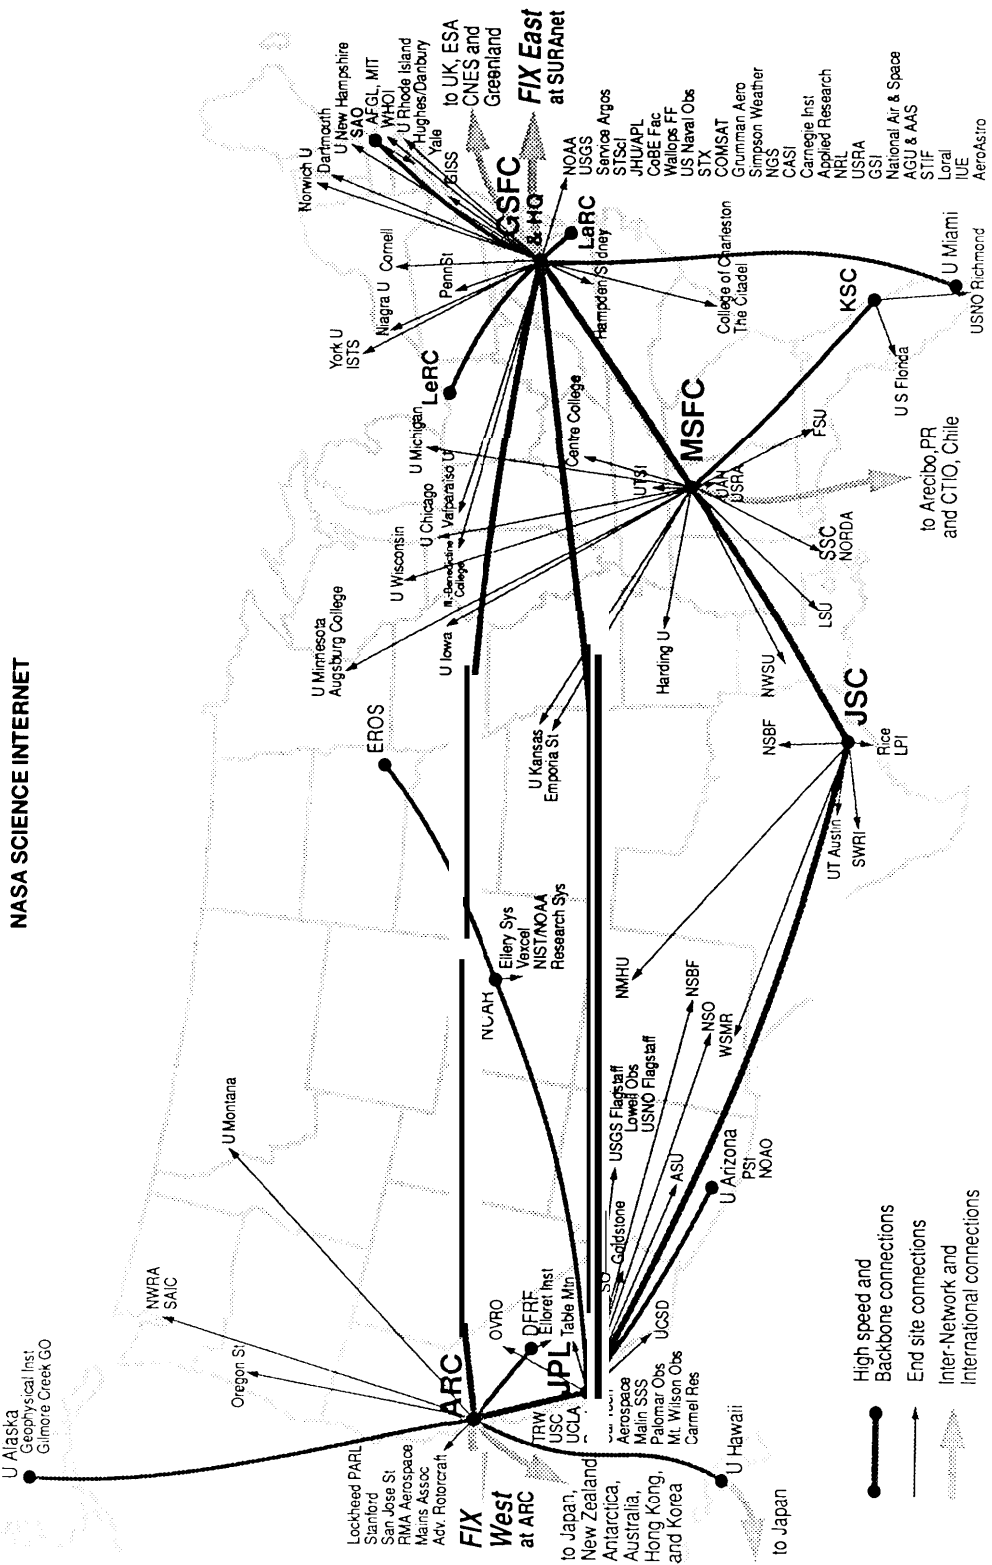 NASA SCIENCE INTERNET
U Alaska
Geophysical Inst
Gilmore Creek GO
NWRA
SAIC
Oregon St
U Montana
Lockheed PARL
Stanford
San Jose St
RMA Aerospace
Mains Assoc
Adv. Rotorcraft
ARC
FIX
West
at ARC
to Japan,
New Zealand
Antarctica,
Australia,
Hong Kong,
and Korea
OVRO
DFRF
Elloret Inst
Table Mtn
JPL
TRW
USC
UCLA
Aerospace
Malin SSS
Palomar Obs
Mt. Wilson Obs
Carmel Res
U Hawaii
to Japan
UCSD
Goldstone
USGS Flagstaff
Lowell Obs
USNO Flagstaff
ASU
U Arizona
PSI
NOAO
NSBF
NSO
WSMR
NMHU
NCAR
Ellery Sys
Vexcel
NIST/NOAA
Research Sys
EROS
U Kansas
Emporia St
U Minnesota
Augsburg College
U Iowa
U Wisconsin
U Chicago
Ill. Benedictine
College
Valparaiso U
U Michigan
LeRC
York U
ISTS
Niagra U
Cornell
PennSt
Norwich U
Dartmouth
U New Hampshire
SAO
AFGL, MIT
WHOI
U Rhode Island
Hughes/Danbury
Yale
GISS
to UK, ESA
CNES and
Greenland
FIX East
at SURAnet
GSFC
& HQ
LaRC
Hampden Sidney
College of Charleston
The Citadel
NOAA
USGS
Service Argos
STScI
JHU/APL
CoBE Fac
Wallops FF
US Naval Obs
STX
COMSAT
Grumman Aero
Simpson Weather
NGS
CASI
Carnegie Inst
Applied Research
NRL
USRA
GSI
National Air & Space
AGU & AAS
STIF
Loral
IUE
AeroAstro
Centre College
MSFC
UTSI
UAH
USRA
Harding U
NWSU
LSU
SSC
NORDA
FSU
to Arecibo,PR
and CTIO, Chile
KSC
U S Florida
U Miami
USNO Richmond
JSC
NSBF
Rice
LPI
UT Austin
SWRI
High speed and
Backbone connections
End site connections
Inter-Network and
International connections